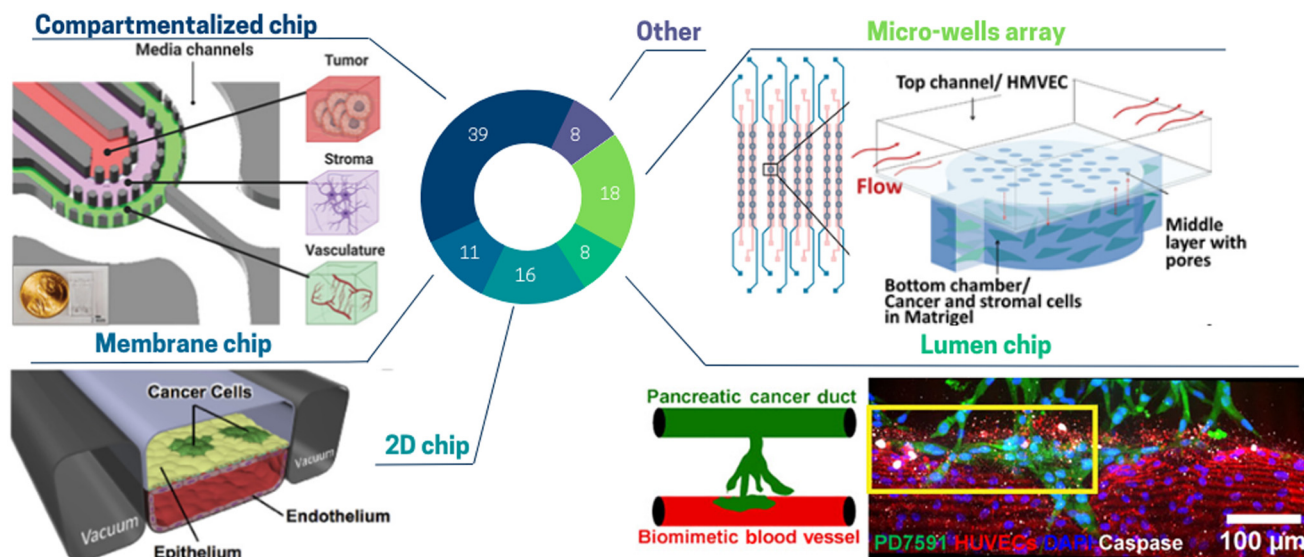 Compartmentalized chip
Other
Micro-wells array
Media channels
Tumor
Stroma
Vasculature
39
8
18
11
16
8
Top channel/ HMVEC
Flow
Middle
layer with
pores
Bottom chamber/
Cancer and stromal cells
in Matrigel
Membrane chip
2D chip
Lumen chip
Cancer Cells
Vacuum
Vacuum
Endothelium
Epithelium
Pancreatic cancer duct
Biomimetic blood vessel
PD7591 HUVECs DAPI Caspase
100 µm